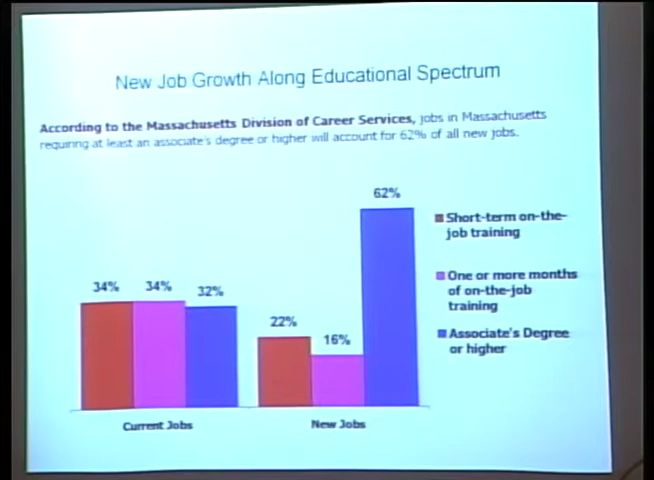 New Job Growth Along Educational Spectrum
According to the Massachusetts Division of Career Services, jobs in Massachusetts
requiring at least an associate's degree or higher will account for 62% of all new jobs.
62%
34% 34% 32%
22%
16%
Short-term on-the-
job training
One or more months
of on-the-job
training
Associate's Degree
or higher
Current Jobs New Jobs